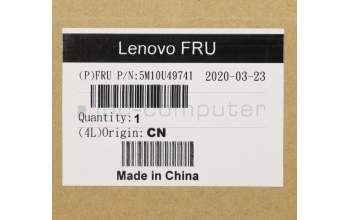 Lenovo FRU
(P)FRU P/N:5M10U49741 2020-03-23
Quantity:1
(4L)Origin:CN
Made in China